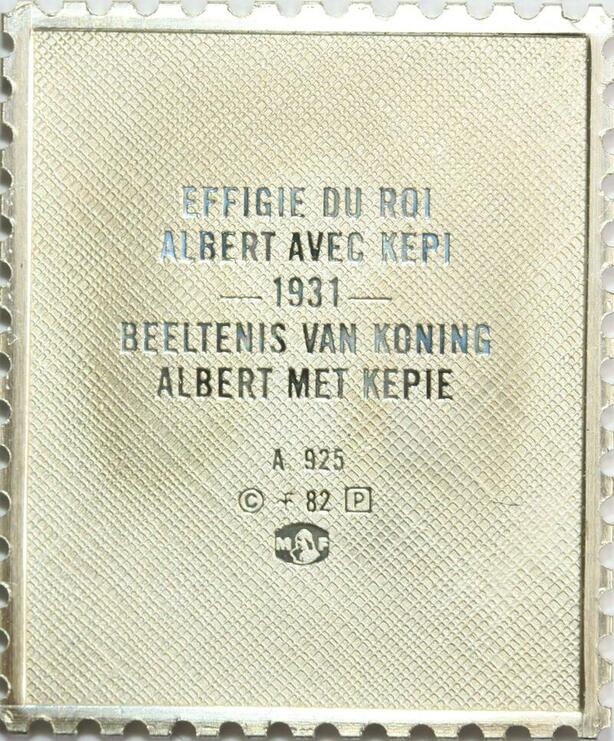 EFFIGIE DU ROI
ALBERT AVEC KEPI
— 1931 —
BEELTENIS VAN KONING
ALBERT MET KEPIE
A 925
© F 82 P
M F